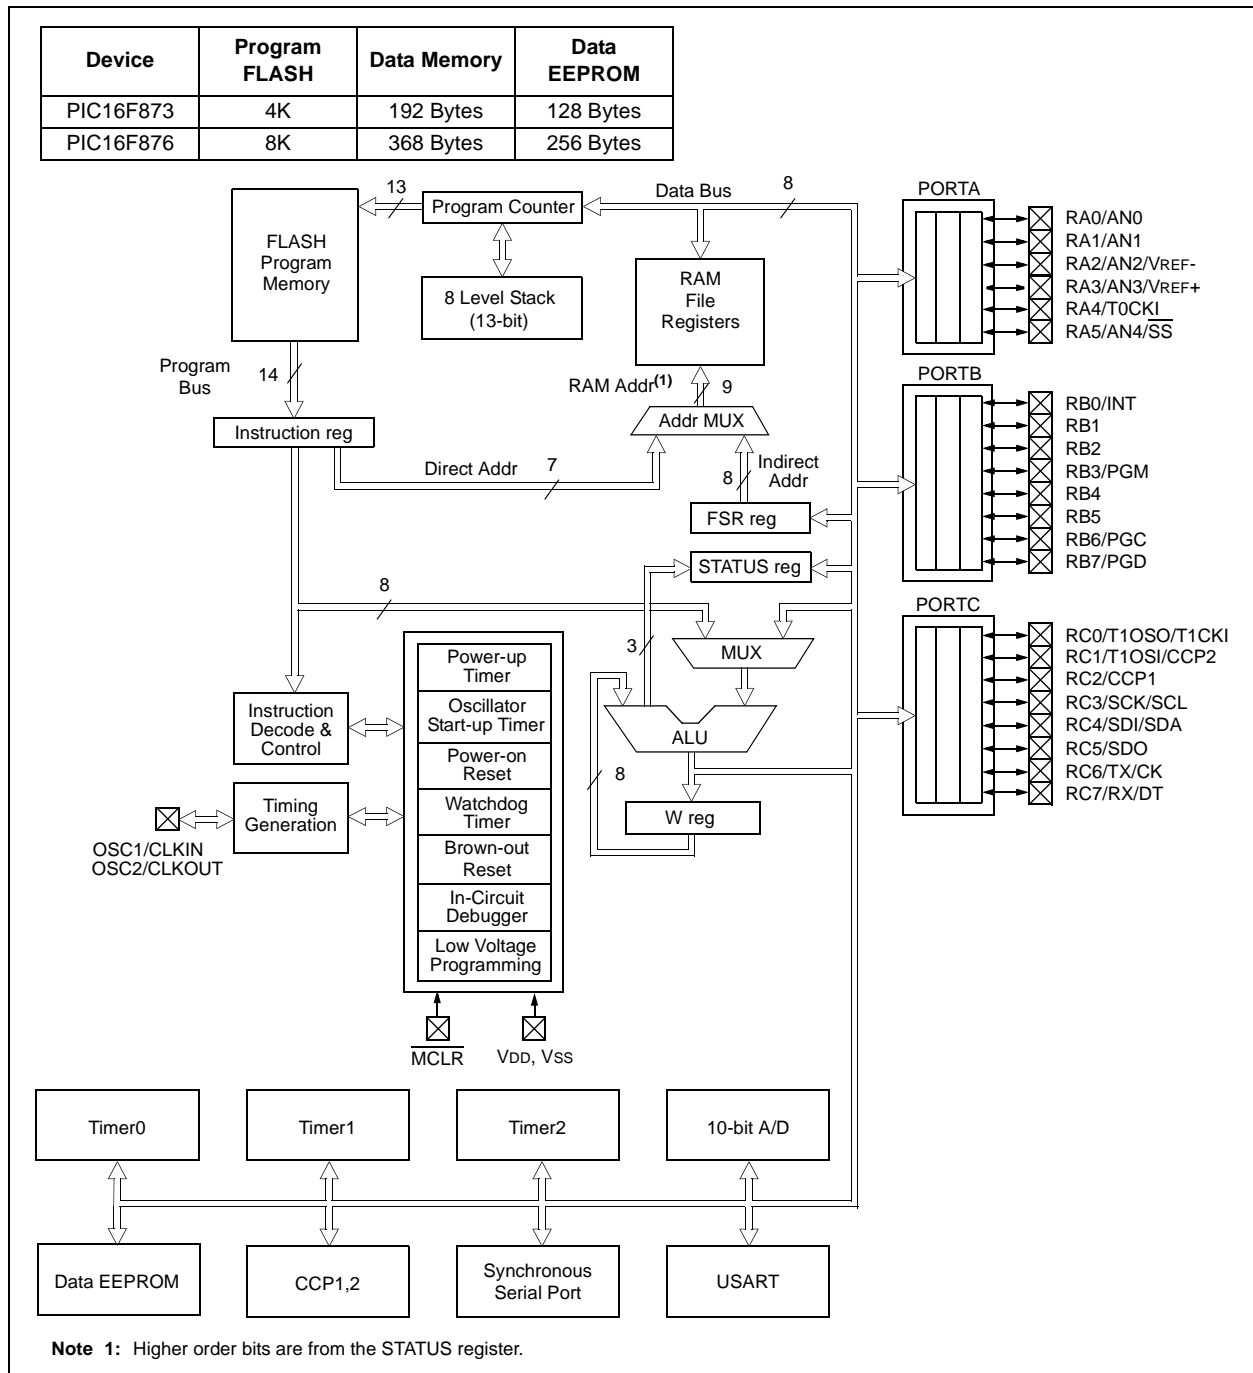 Device Program FLASH Data Memory Data EEPROM
PIC16F873 4K 192 Bytes 128 Bytes
PIC16F876 8K 368 Bytes 256 Bytes
13
Program Counter
Data Bus
8
FLASH
Program
Memory
8 Level Stack
(13-bit)
RAM
File
Registers
Program
Bus
14
RAM Addr(1)
9
Addr MUX
Instruction reg
Direct Addr
7
8
Indirect
Addr
FSR reg
STATUS reg
8
3
MUX
ALU
8
W reg
Power-up
Timer
Oscillator
Start-up Timer
Power-on
Reset
Watchdog
Timer
Brown-out
Reset
In-Circuit
Debugger
Low Voltage
Programming
Instruction
Decode &
Control
Timing
Generation
OSC1/CLKIN
OSC2/CLKOUT
MCLR
VDD, VSS
PORTA
RA0/AN0
RA1/AN1
RA2/AN2/VREF-
RA3/AN3/VREF+
RA4/T0CKI
RA5/AN4/SS
PORTB
RB0/INT
RB1
RB2
RB3/PGM
RB4
RB5
RB6/PGC
RB7/PGD
PORTC
RC0/T1OSO/T1CKI
RC1/T1OSI/CCP2
RC2/CCP1
RC3/SCK/SCL
RC4/SDI/SDA
RC5/SDO
RC6/TX/CK
RC7/RX/DT
Timer0
Timer1
Timer2
10-bit A/D
Data EEPROM
CCP1,2
Synchronous
Serial Port
USART
Note 1: Higher order bits are from the STATUS register.